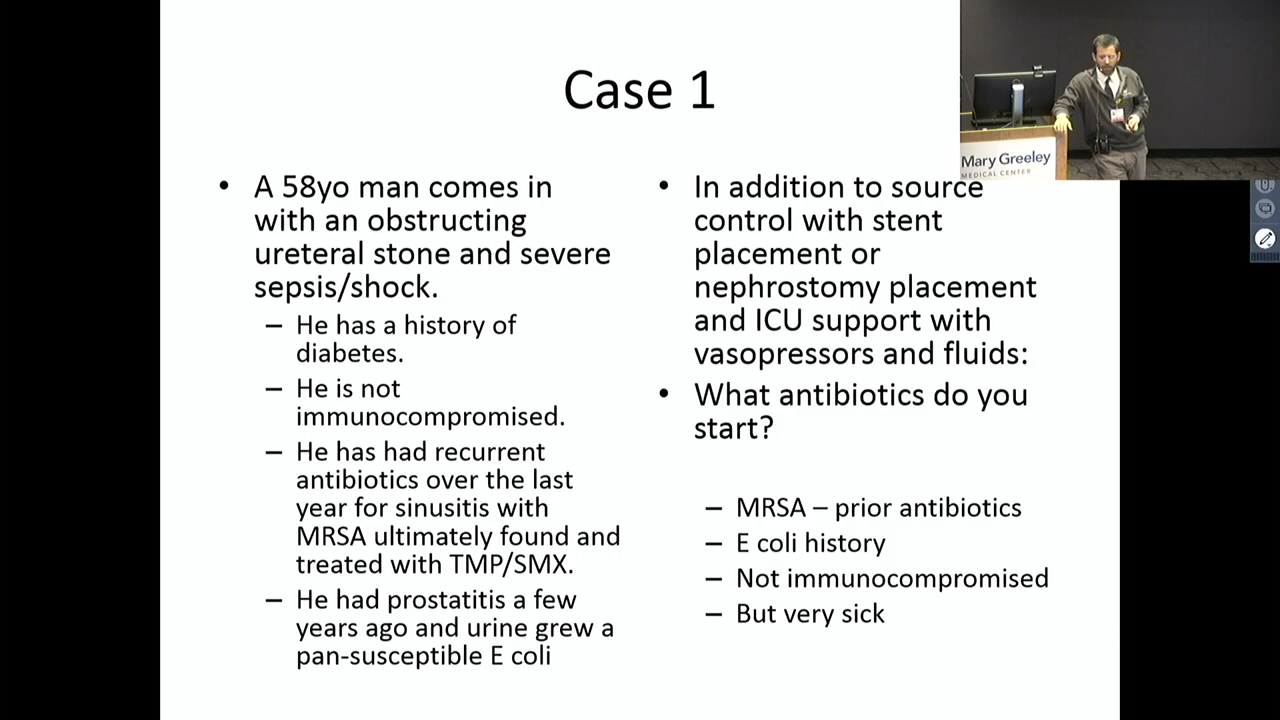 Case 1
• A 58yo man comes in
with an obstructing
ureteral stone and severe
sepsis/shock.
– He has a history of
diabetes.
– He is not
immunocompromised.
– He has had recurrent
antibiotics over the last
year for sinusitis with
MRSA ultimately found and
treated with TMP/SMX.
– He had prostatitis a few
years ago and urine grew a
pan-susceptible E coli
• In addition to source
control with stent
placement or
nephrostomy placement
and ICU support with
vasopressors and fluids:
• What antibiotics do you
start?
– MRSA – prior antibiotics
– E coli history
– Not immunocompromised
– But very sick
Mary Greeley
MEDICAL CENTER